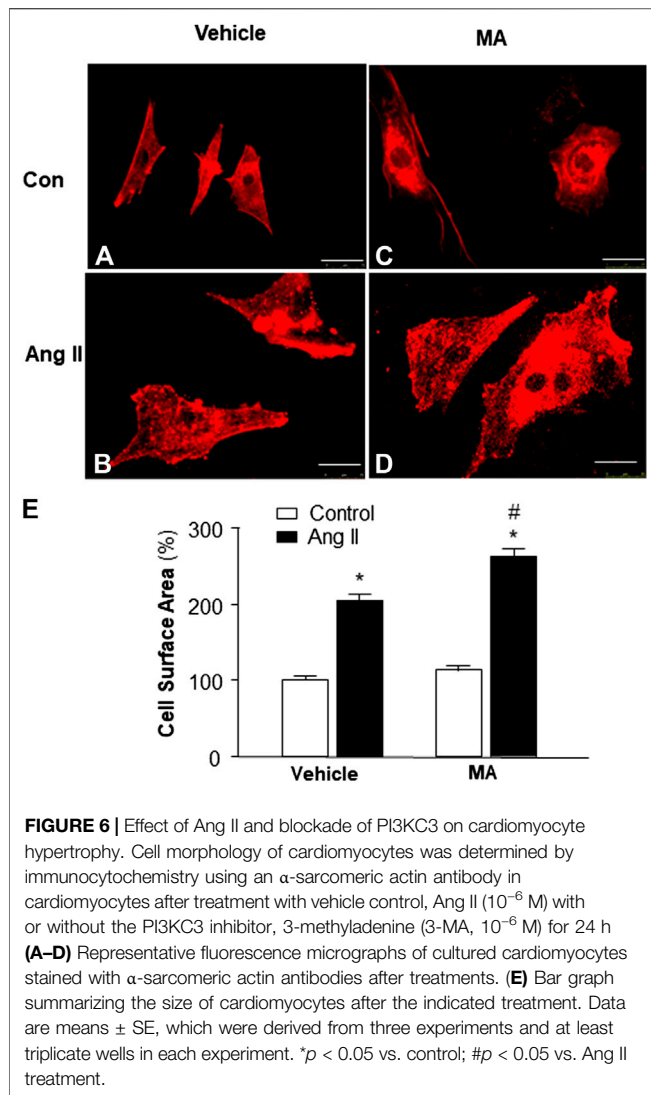 Vehicle MA
Con
A C
Ang II
B D
E
Control
Ang II
Cell Surface Area (%)
300
200
100
0
*
#
*
Vehicle MA
FIGURE 6 | Effect of Ang II and blockade of PI3KC3 on cardiomyocyte
hypertrophy. Cell morphology of cardiomyocytes was determined by
immunocytochemistry using an α-sarcomeric actin antibody in
cardiomyocytes after treatment with vehicle control, Ang II (10⁻⁶ M) with
or without the PI3KC3 inhibitor, 3-methyladenine (3-MA, 10⁻⁶ M) for 24 h
(A–D) Representative fluorescence micrographs of cultured cardiomyocytes
stained with α-sarcomeric actin antibodies after treatments. (E) Bar graph
summarizing the size of cardiomyocytes after the indicated treatment. Data
are means ± SE, which were derived from three experiments and at least
triplicate wells in each experiment. *p < 0.05 vs. control; #p < 0.05 vs. Ang II
treatment.